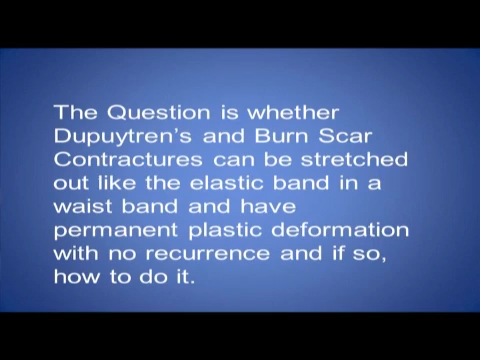 The Question is whether
Dupuytren's and Burn Scar
Contractures can be stretched
out like the elastic band in a
waist band and have
permanent plastic deformation
with no recurrence and if so,
how to do it.